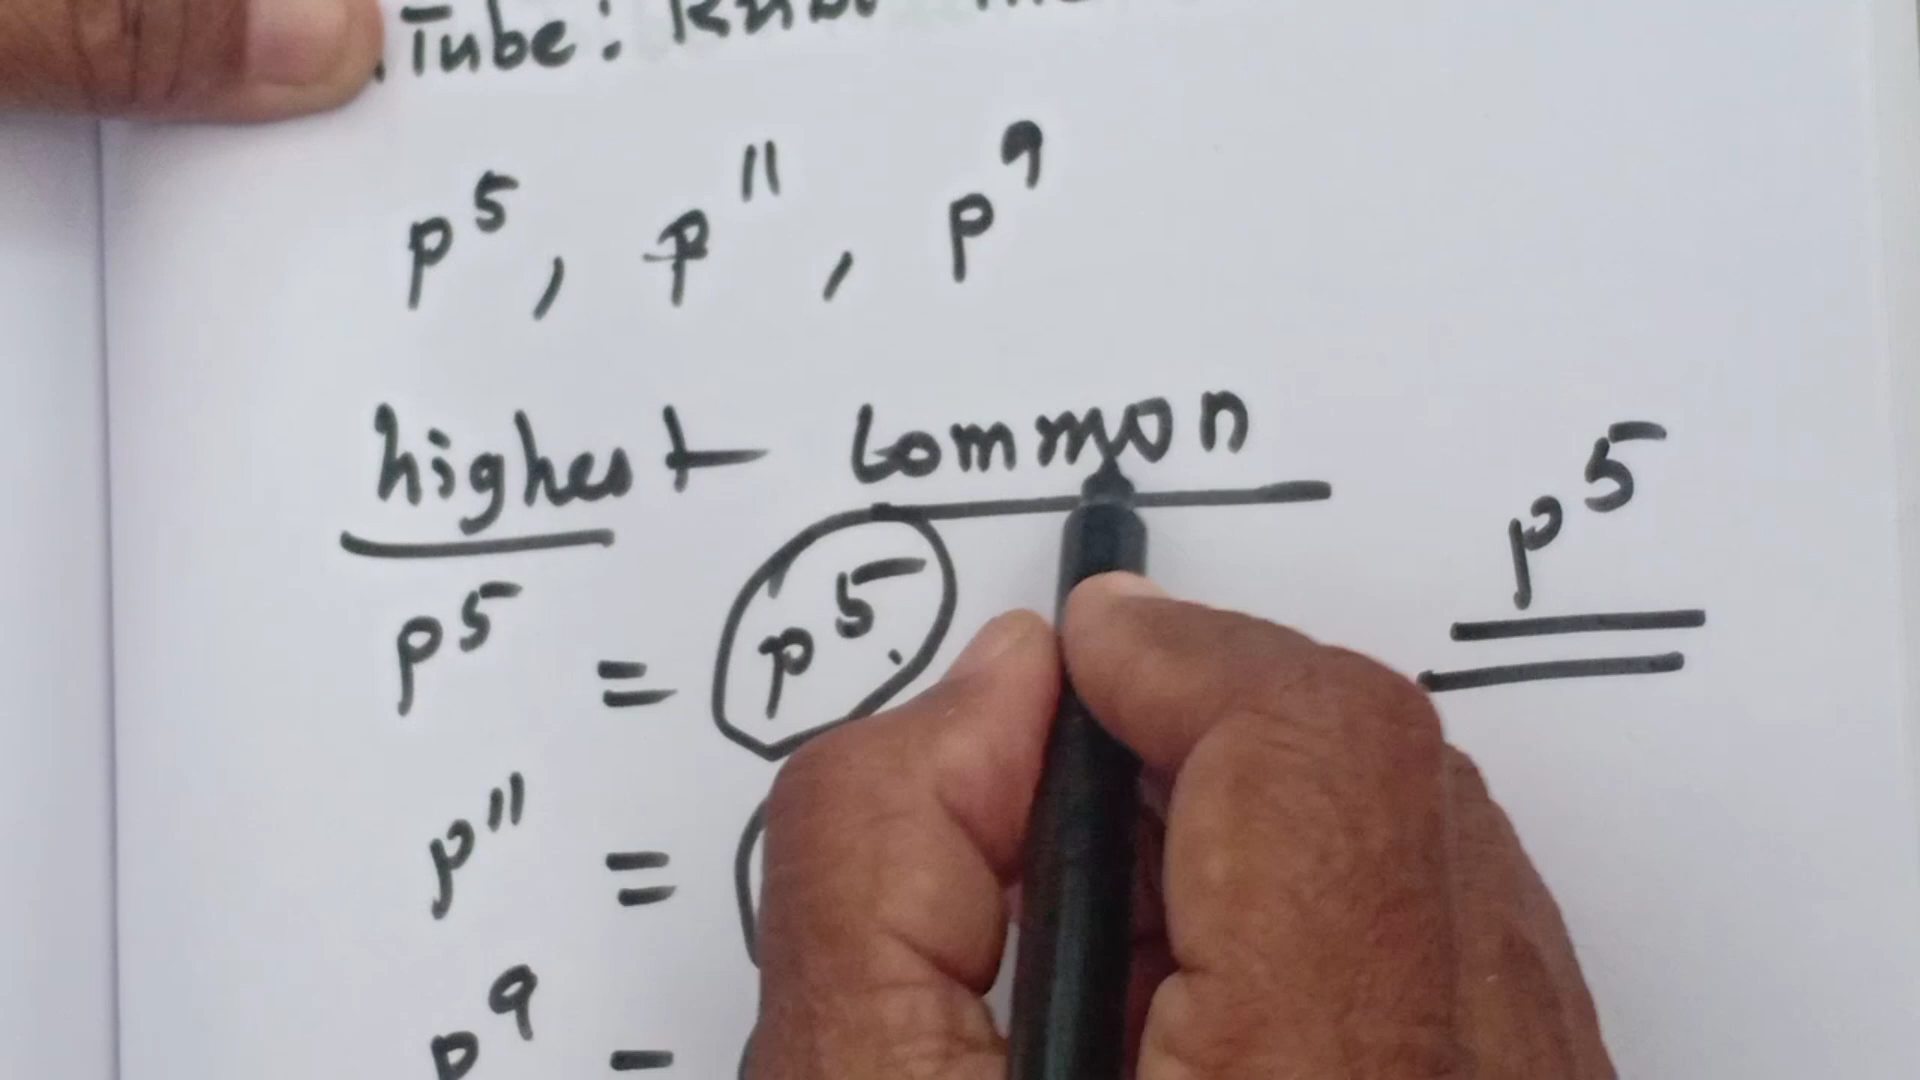 Tube:
p⁵, p¹¹, p⁹
highest common
p⁵
p⁵ = p⁵.
p¹¹ =
p⁹